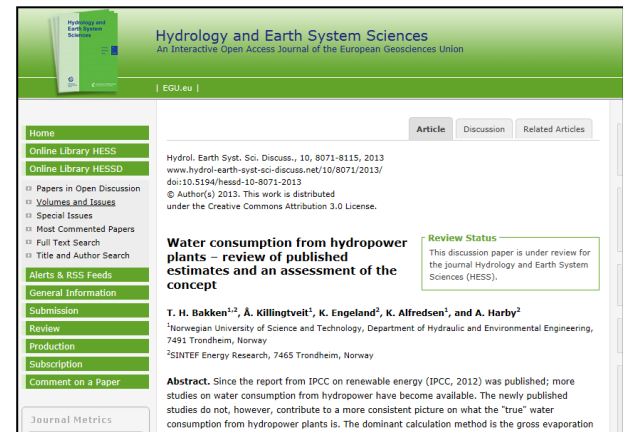 Hydrology and
Earth System
Sciences
Hydrology and Earth System Sciences
An Interactive Open Access Journal of the European Geosciences Union
| EGU.eu |
Article
Discussion
Related Articles
Home
Online Library HESS
Online Library HESSD
Papers in Open Discussion
Volumes and Issues
Special Issues
Most Commented Papers
Full Text Search
Title and Author Search
Alerts & RSS Feeds
General Information
Submission
Review
Production
Subscription
Comment on a Paper
Journal Metrics
Hydrol. Earth Syst. Sci. Discuss., 10, 8071-8115, 2013
www.hydrol-earth-syst-sci-discuss.net/10/8071/2013/
doi:10.5194/hessd-10-8071-2013
© Author(s) 2013. This work is distributed
under the Creative Commons Attribution 3.0 License.
Water consumption from hydropower
plants – review of published
estimates and an assessment of the
concept
Review Status
This discussion paper is under review for
the journal Hydrology and Earth System
Sciences (HESS).
T. H. Bakken1,2, Å. Killingtveit1, K. Engeland2, K. Alfredsen1, and A. Harby2
1Norwegian University of Science and Technology, Department of Hydraulic and Environmental Engineering,
7491 Trondheim, Norway
2SINTEF Energy Research, 7465 Trondheim, Norway
Abstract. Since the report from IPCC on renewable energy (IPCC, 2012) was published; more
studies on water consumption from hydropower have become available. The newly published
studies do not, however, contribute to a more consistent picture on what the "true" water
consumption from hydropower plants is. The dominant calculation method is the gross evaporation